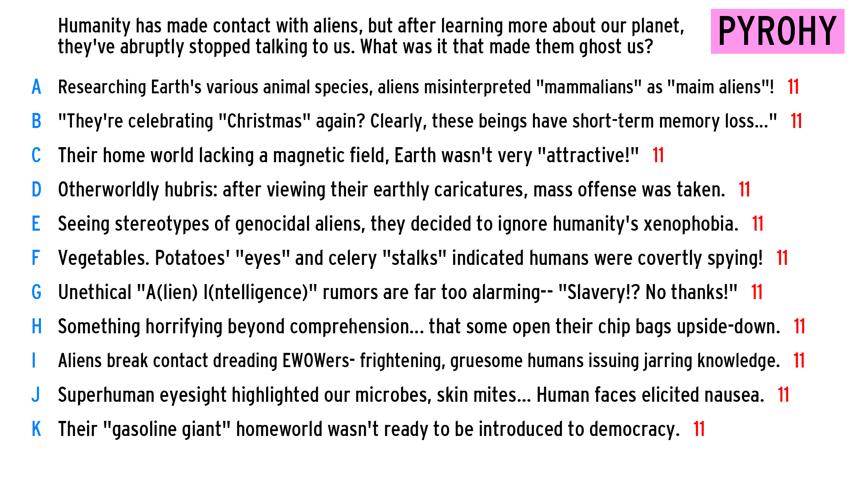 Humanity has made contact with aliens, but after learning more about our planet,
they've abruptly stopped talking to us. What was it that made them ghost us?
PYROHY
A Researching Earth's various animal species, aliens misinterpreted "mammalians" as "maim aliens"! 11
B "They're celebrating "Christmas" again? Clearly, these beings have short-term memory loss..." 11
C Their home world lacking a magnetic field, Earth wasn't very "attractive!" 11
D Otherworldly hubris: after viewing their earthly caricatures, mass offense was taken. 11
E Seeing stereotypes of genocidal aliens, they decided to ignore humanity's xenophobia. 11
F Vegetables. Potatoes' "eyes" and celery "stalks" indicated humans were covertly spying! 11
G Unethical "A(lien) I(ntelligence)" rumors are far too alarming-- "Slavery!? No thanks!" 11
H Something horrifying beyond comprehension... that some open their chip bags upside-down. 11
I Aliens break contact dreading EWOWers- frightening, gruesome humans issuing jarring knowledge. 11
J Superhuman eyesight highlighted our microbes, skin mites... Human faces elicited nausea. 11
K Their "gasoline giant" homeworld wasn't ready to be introduced to democracy. 11